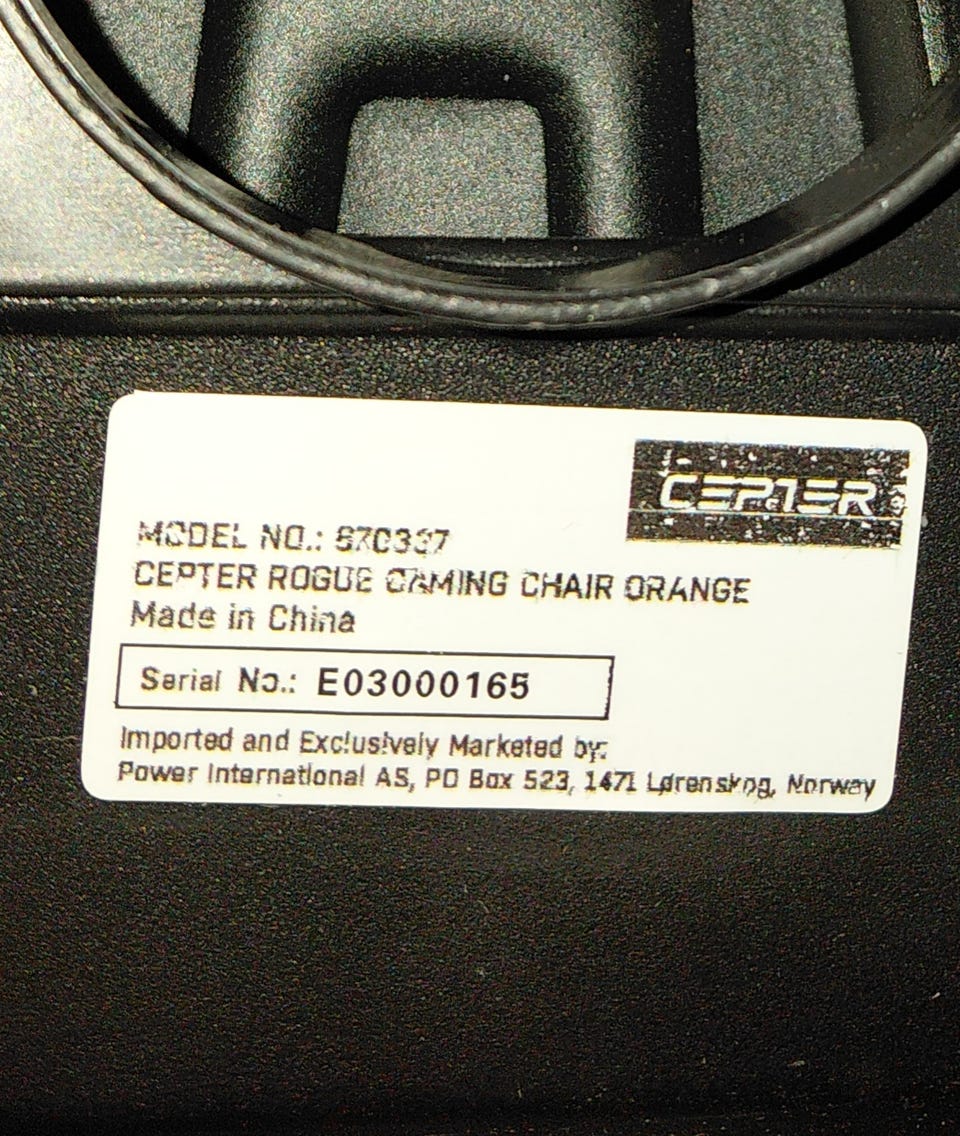 CEPTER
MODEL NO.: 870337
CEPTER ROGUE GAMING CHAIR ORANGE
Made in China
Serial No.: E03000165
Imported and Exclusively Marketed by:
Power International AS, PO Box 523, 1471 Lørenskog, Norway